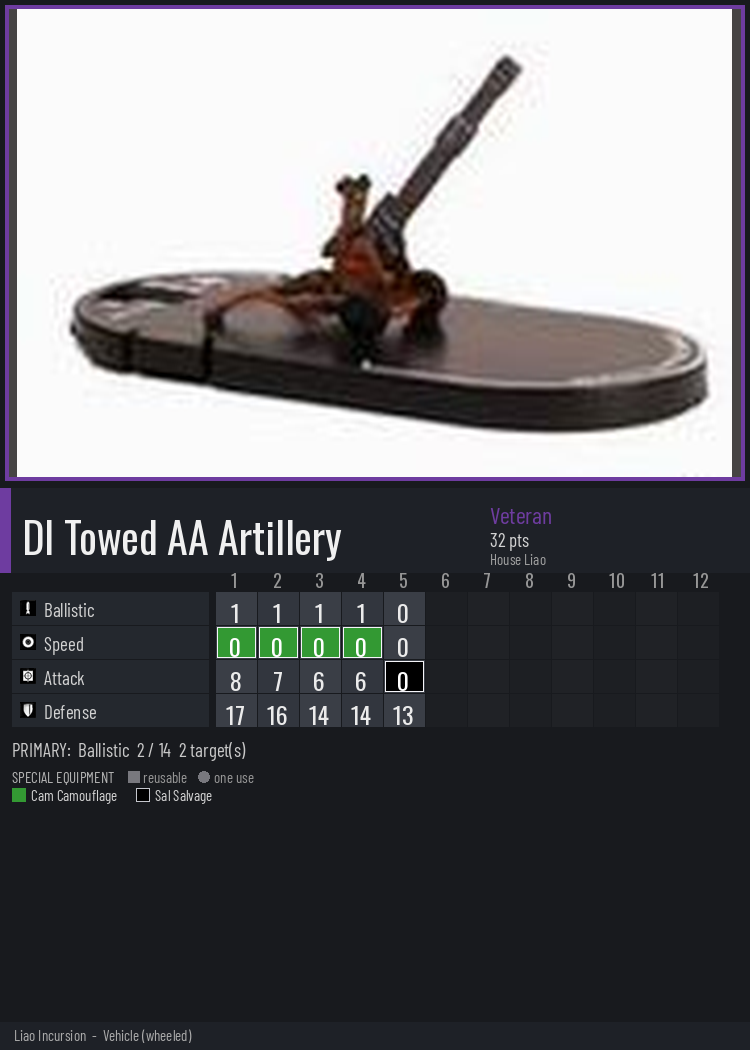 DI Towed AA Artillery
Veteran
32 pts
House Liao
1 2 3 4 5 6 7 8 9 10 11 12
Ballistic 1 1 1 1 0
Speed 0 0 0 0 0
Attack 8 7 6 6 0
Defense 17 16 14 14 13
PRIMARY: Ballistic 2 / 14 2 target(s)
SPECIAL EQUIPMENT reusable one use
Cam Camouflage Sal Salvage
Liao Incursion - Vehicle (wheeled)